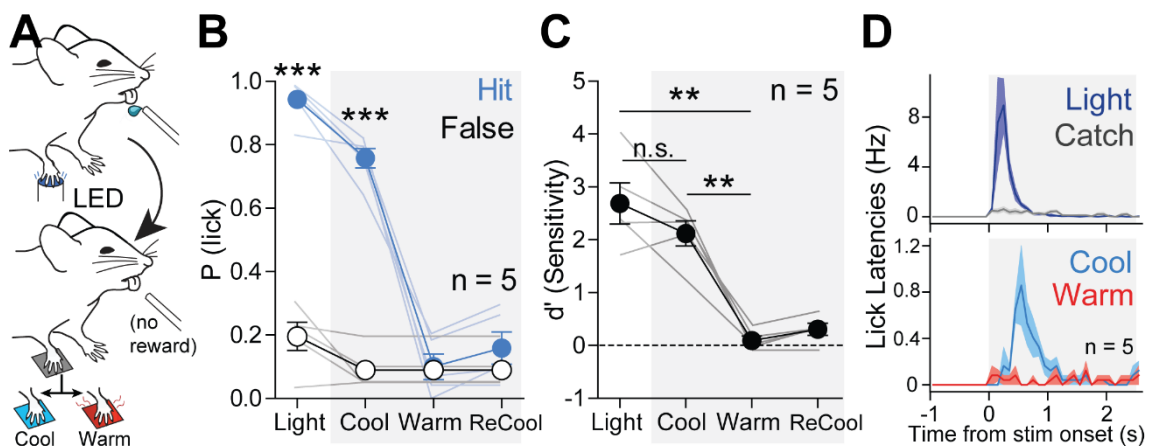 A
LED
(no
reward)
Cool
Warm
B
P (lick)
1.0
0.8
0.6
0.4
0.2
0.0
***
***
Hit
False
n = 5
Light
Cool
Warm
ReCool
C
d' (Sensitivity)
5
4
3
2
1
0
-1
**
n.s.
**
n = 5
Light
Cool
Warm
ReCool
D
Lick Latencies (Hz)
8
4
0
Light
Catch
1.2
0.8
0.4
0
Cool
Warm
n = 5
-1
0
1
2
Time from stim onset (s)